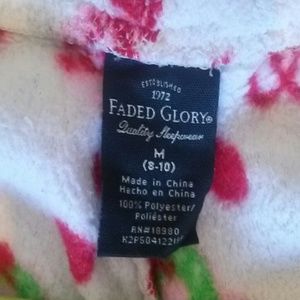 ESTABLISHED
1972
FADED GLORY®
Quality Sleepwear
M
(8-10)
Made in China
Hecho en China
100% Polyester/
Poliéster
RN#18980